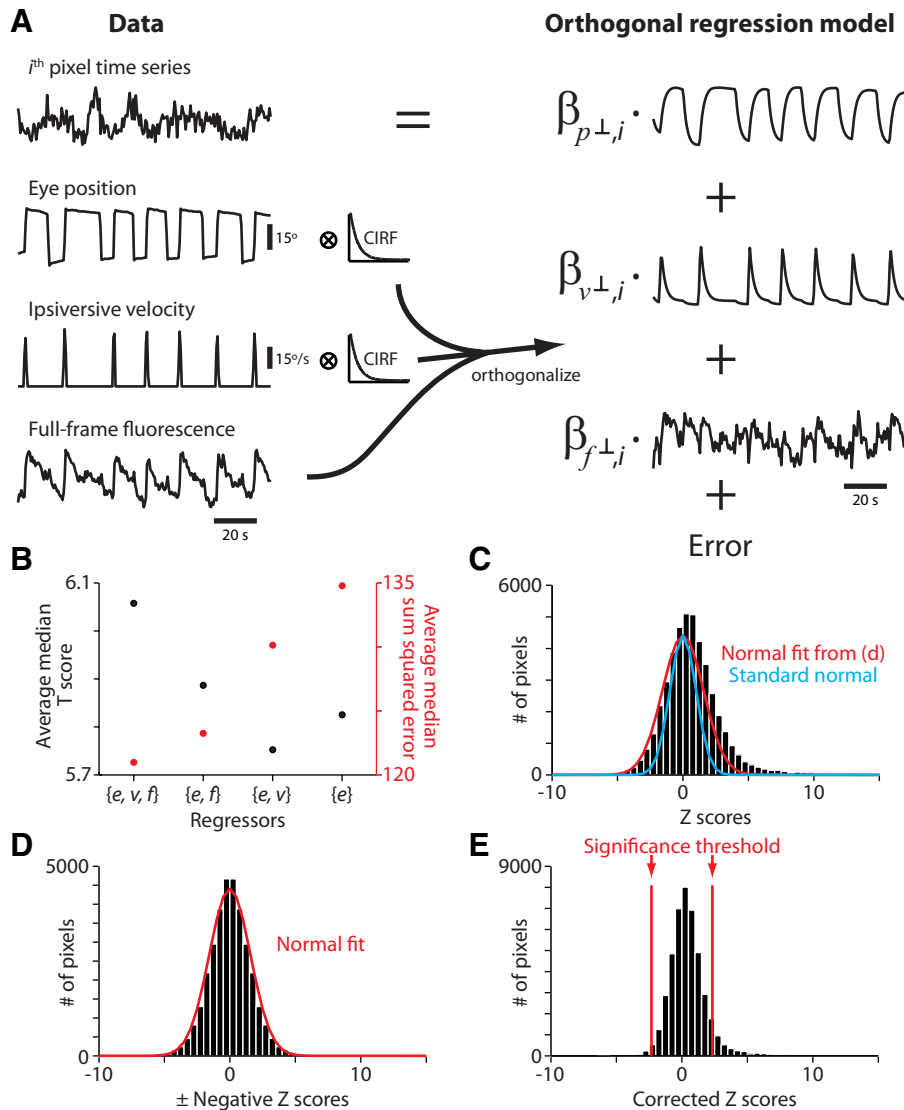 A
Data
Orthogonal regression model
ith pixel time series
=
βp⊥,i ·
+
Eye position
15º
⊗
CIRF
Ipsiversive velocity
15º/s
⊗
CIRF
orthogonalize
βv⊥,i ·
+
Full-frame fluorescence
20 s
βf⊥,i ·
20 s
+
Error
B
6.1
5.7
Average median
T score
135
120
Average median
sum squared error
{e, v, f}
{e, f}
{e, v}
{e}
Regressors
C
6000
0
# of pixels
Normal fit from (d)
Standard normal
-10
0
10
Z scores
D
5000
0
# of pixels
Normal fit
-10
0
10
± Negative Z scores
E
Significance threshold
9000
0
# of pixels
-10
0
10
Corrected Z scores